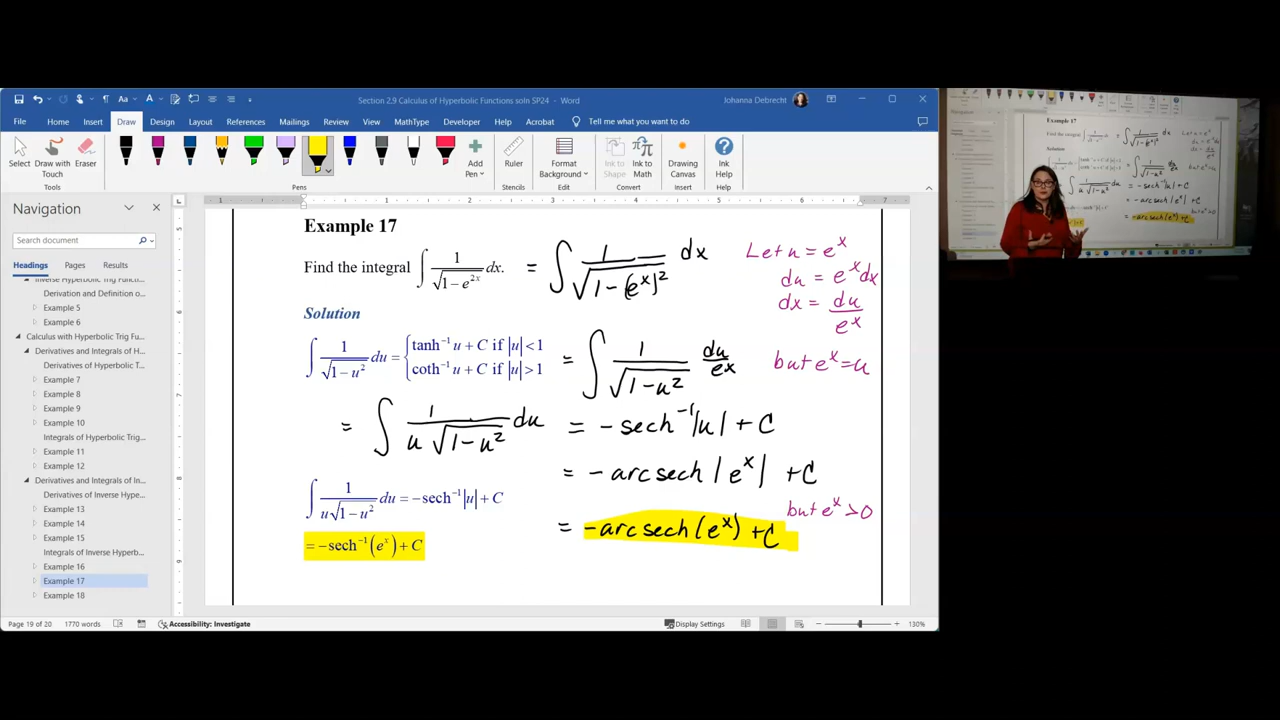 Section 2.9 Calculus of Hyperbolic Functions soln SP24 - Word
Johanna Debrecht
File Home Insert Draw Design Layout References Mailings Review View MathType Developer Help Acrobat Tell me what you want to do
Select
Draw with Touch
Eraser
Add Pen
Ruler
Format Background
Ink to Shape
Ink to Math
Drawing Canvas
Ink Help
Tools
Pens
Stencils
Convert
Insert
Replay
Help
Navigation
Search document
Headings Pages Results
Derivation and Definition o...
Example 5
Example 6
Calculus with Hyperbolic Trig Fu...
Derivatives and Integrals of H...
Derivatives of Hyperbolic T...
Example 7
Example 8
Example 9
Example 10
Integrals of Hyperbolic Trig...
Example 11
Example 12
Derivatives and Integrals of In...
Derivatives of Inverse Hype...
Example 13
Example 14
Example 15
Integrals of Inverse Hyperb...
Example 16
Example 17
Example 18
Example 17
Find the integral ∫ 1/√(1−e^{2x}) dx. = ∫ 1/√(1−(e^x)²) dx
Let u = e^x
du = e^x dx
dx = du/e^x
Solution
∫ 1/√(1−u²) du = { tanh⁻¹ u + C if |u| < 1
coth⁻¹ u + C if |u| > 1
= ∫ 1/√(1−u²) du/e^x
but e^x = u
= ∫ 1/(u√(1−u²)) du = −sech⁻¹|u| + C
= −arcsech|e^x| + C
∫ 1/(u√(1−u²)) du = −sech⁻¹|u| + C
but e^x > 0
= −sech⁻¹(e^x) + C
= −arcsech(e^x) + C
Page 19 of 20 1770 words Accessibility: Investigate Display Settings 130%